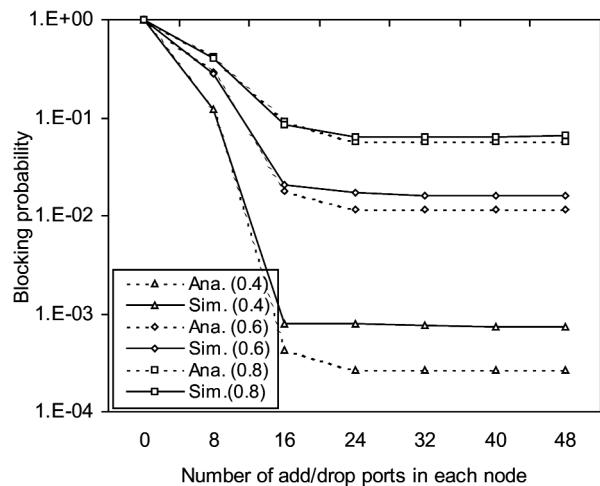 1.E+00
1.E-01
1.E-02
1.E-03
1.E-04
Blocking probability
Ana. (0.4)
Sim. (0.4)
Ana. (0.6)
Sim. (0.6)
Ana. (0.8)
Sim.(0.8)
0 8 16 24 32 40 48
Number of add/drop ports in each node